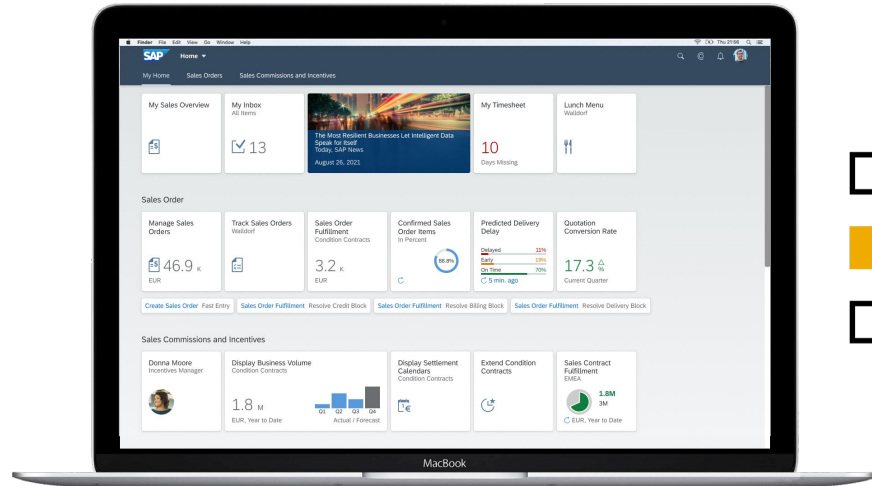 Finder File Edit View Go Window Help
Thu 21:56
SAP Home
My Home Sales Orders Sales Commissions and Incentives
My Sales Overview
My Inbox
All Items
13
The Most Resilient Businesses Let Intelligent Data
Speak for Itself
Today, SAP News
August 26, 2021
My Timesheet
10
Days Missing
Lunch Menu
Walldorf
Sales Order
Manage Sales
Orders
46.9 K
EUR
Track Sales Orders
Walldorf
Sales Order
Fulfillment
Condition Contracts
3.2 K
EUR
Confirmed Sales
Order Items
In Percent
88.8%
Predicted Delivery
Delay
Delayed 11%
Early 19%
On Time 70%
5 min. ago
Quotation
Conversion Rate
17.3 %
Current Quarter
Create Sales Order Fast Entry
Sales Order Fulfillment Resolve Credit Block
Sales Order Fulfillment Resolve Billing Block
Sales Order Fulfillment Resolve Delivery Block
Sales Commissions and Incentives
Donna Moore
Incentives Manager
Display Business Volume
Condition Contracts
1.8 M
EUR, Year to Date
Q1 Q2 Q3 Q4
Actual / Forecast
Display Settlement
Calendars
Condition Contracts
Extend Condition
Contracts
Sales Contract
Fulfillment
EMEA
1.8M
3M
EUR, Year to Date
MacBook